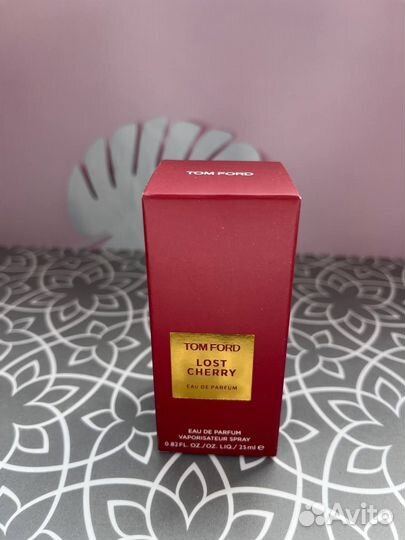 TOM FORD
TOM FORD
LOST
CHERRY
EAU DE PARFUM
EAU DE PARFUM
VAPORISATEUR SPRAY
0.82FL. OZ./OZ. LIQ./ 25ml e
Avito